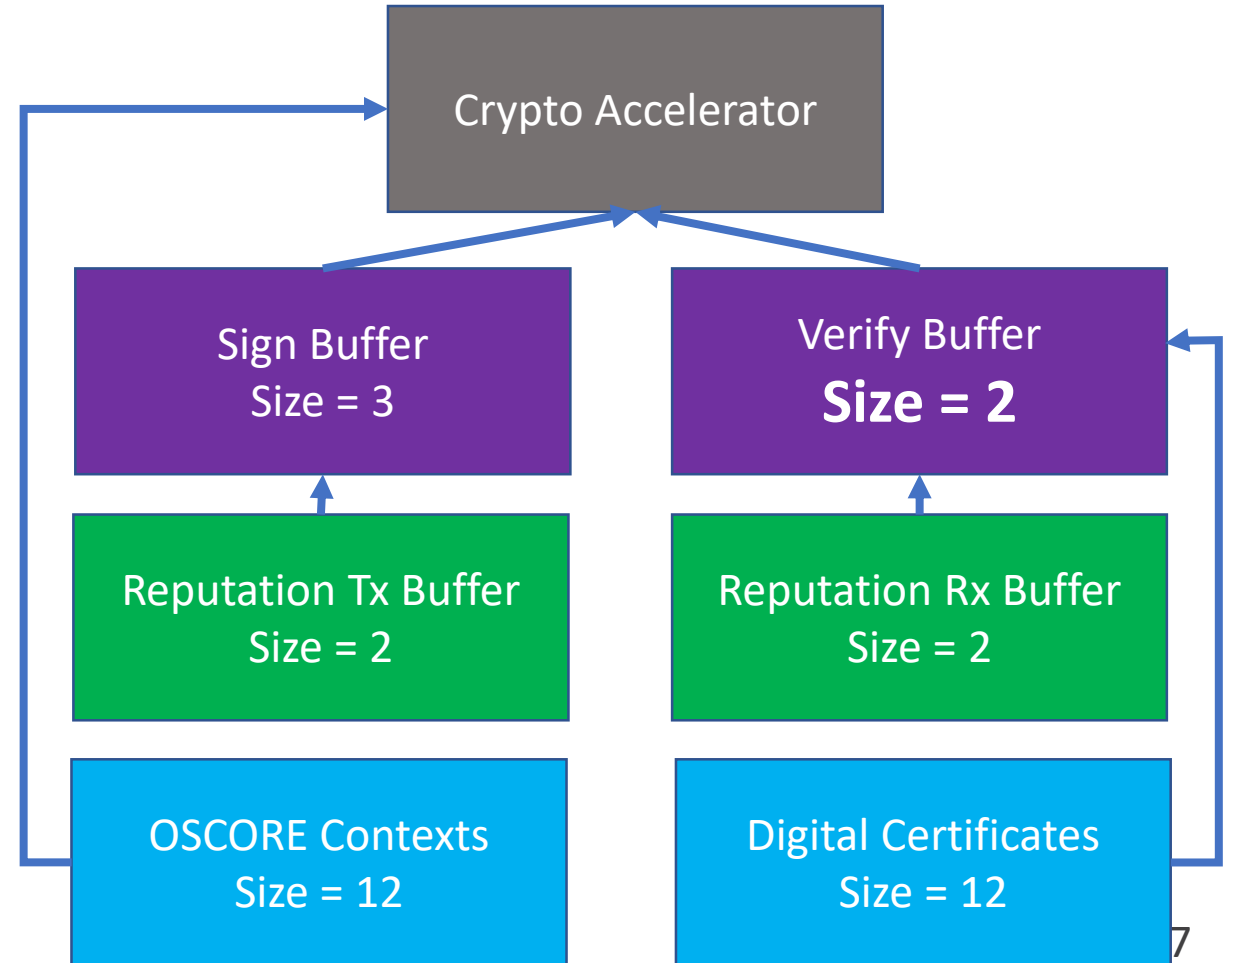 Crypto Accelerator
Sign Buffer
Size = 3
Verify Buffer
Size = 2
Reputation Tx Buffer
Size = 2
Reputation Rx Buffer
Size = 2
OSCORE Contexts
Size = 12
Digital Certificates
Size = 12
7